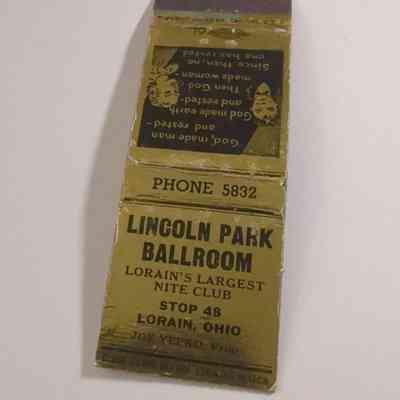 God made earth
and rested-
God, made man
and rested-
Then God
made woman-
Since then, no
one has rested
PHONE 5832
LINCOLN PARK
BALLROOM
LORAIN'S LARGEST
NITE CLUB
STOP 48
LORAIN, OHIO
JOE